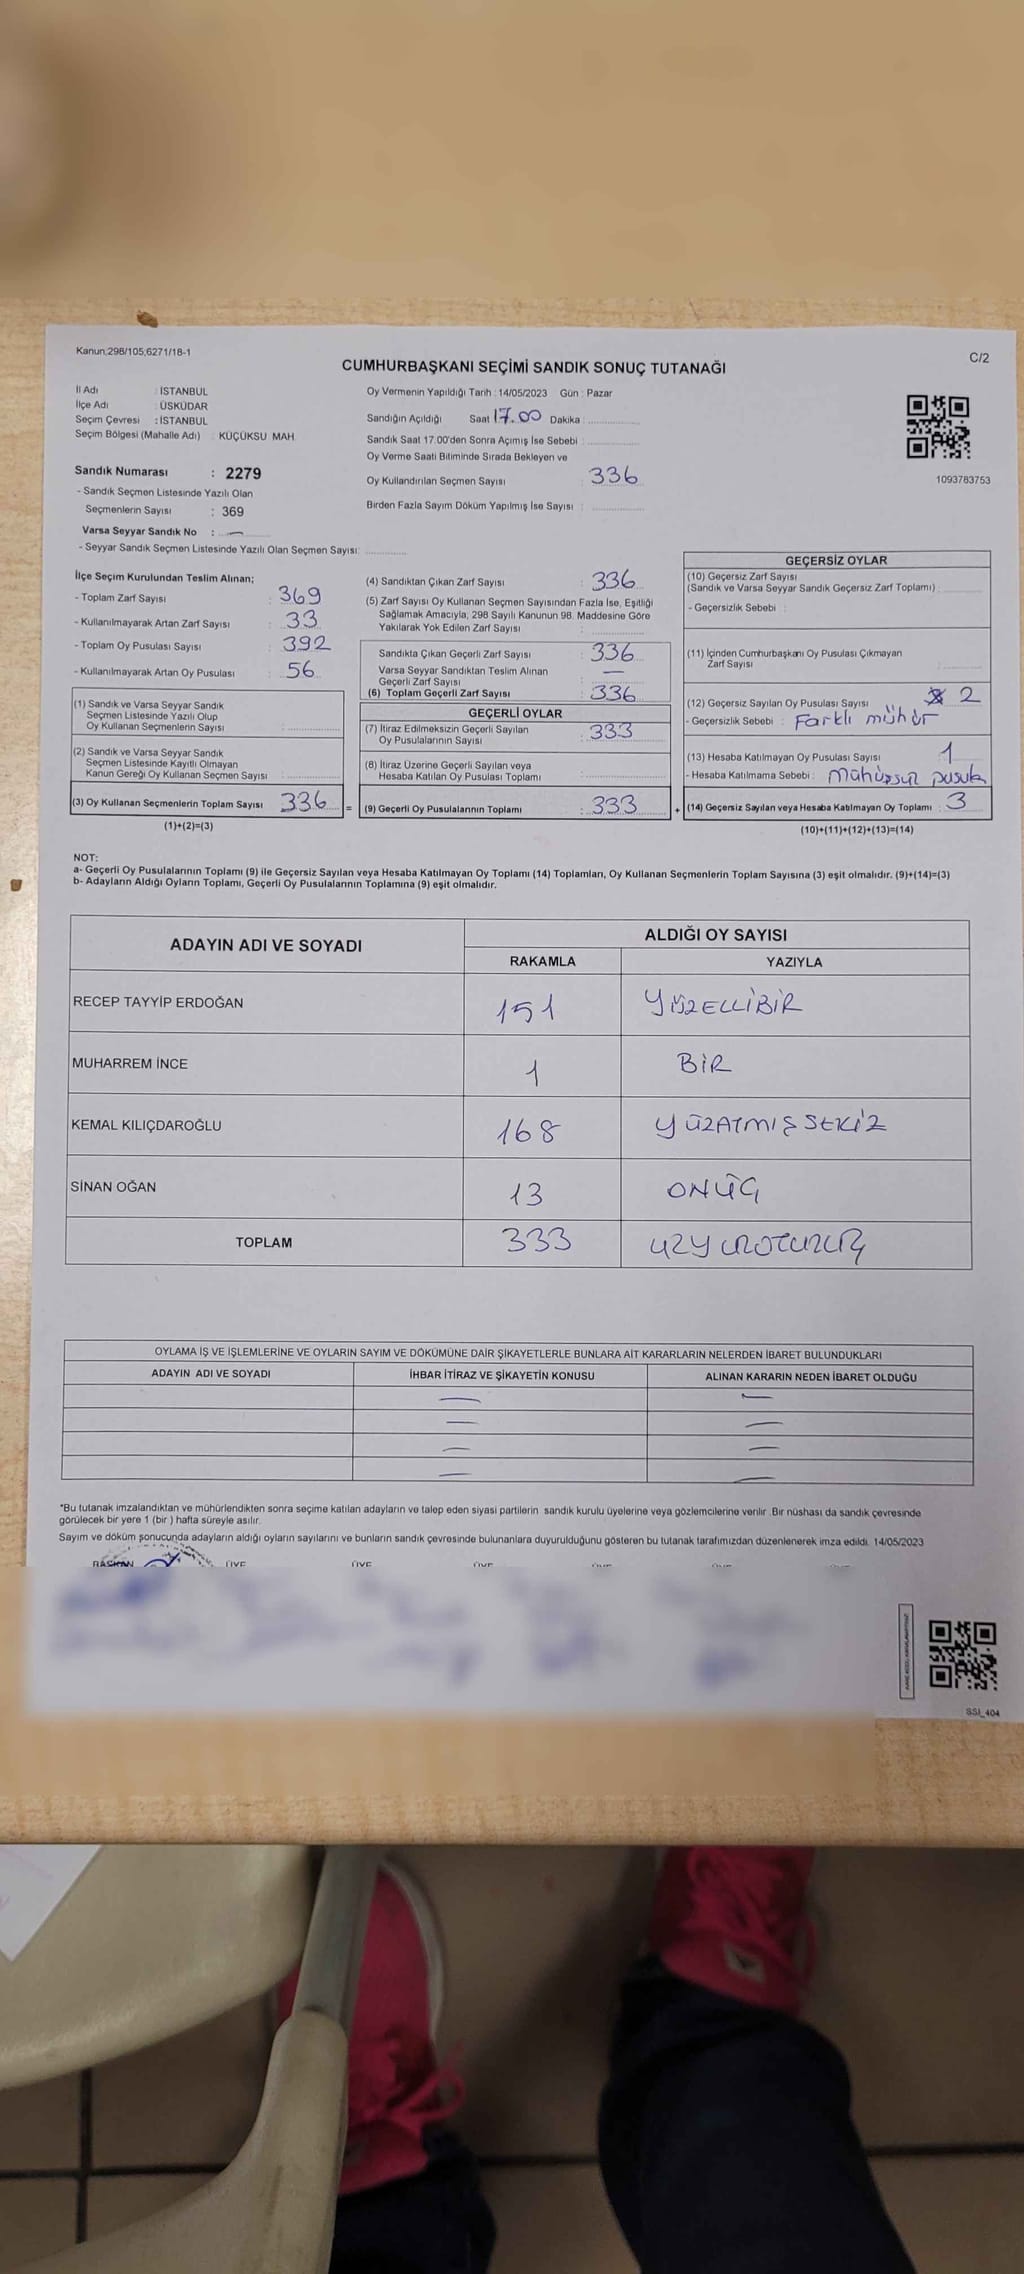 Kanun;298/105;6271/18-1
C/2
CUMHURBAŞKANI SEÇİMİ SANDIK SONUÇ TUTANAĞI
İl Adı : İSTANBUL
İlçe Adı : ÜSKÜDAR
Seçim Çevresi : İSTANBUL
Seçim Bölgesi (Mahalle Adı) : KÜÇÜKSU MAH.
Sandık Numarası : 2279
- Sandık Seçmen Listesinde Yazılı Olan
Seçmenlerin Sayısı : 369
Varsa Seyyar Sandık No : —
- Seyyar Sandık Seçmen Listesinde Yazılı Olan Seçmen Sayısı:
Oy Vermenin Yapıldığı Tarih : 14/05/2023 Gün : Pazar
Sandığın Açıldığı Saat 17.00 Dakika :
Sandık Saat 17.00'den Sonra Açımış İse Sebebi :
Oy Verme Saati Bitiminde Sırada Bekleyen ve
Oy Kullandırılan Seçmen Sayısı : 336
Birden Fazla Sayım Döküm Yapılmış İse Sayısı :
1093783753
İlçe Seçim Kurulundan Teslim Alınan;
- Toplam Zarf Sayısı : 369
- Kullanılmayarak Artan Zarf Sayısı : 33
- Toplam Oy Pusulası Sayısı : 392
- Kullanılmayarak Artan Oy Pusulası : 56
(1) Sandık ve Varsa Seyyar Sandık
Seçmen Listesinde Yazılı Olup
Oy Kullanan Seçmenlerin Sayısı :
(2) Sandık ve Varsa Seyyar Sandık
Seçmen Listesinde Kayıtlı Olmayan
Kanun Gereği Oy Kullanan Seçmen Sayısı :
(3) Oy Kullanan Seçmenlerin Toplam Sayısı 336 =
(1)+(2)=(3)
(4) Sandıktan Çıkan Zarf Sayısı : 336
(5) Zarf Sayısı Oy Kullanan Seçmen Sayısından Fazla İse, Eşitliği
Sağlamak Amacıyla, 298 Sayılı Kanunun 98. Maddesine Göre
Yakılarak Yok Edilen Zarf Sayısı :
Sandıkta Çıkan Geçerli Zarf Sayısı : 336
Varsa Seyyar Sandıktan Teslim Alınan
Geçerli Zarf Sayısı : —
(6) Toplam Geçerli Zarf Sayısı : 336
GEÇERLİ OYLAR
(7) İtiraz Edilmeksizin Geçerli Sayılan
Oy Pusulalarının Sayısı : 333
(8) İtiraz Üzerine Geçerli Sayılan veya
Hesaba Katılan Oy Pusulası Toplamı :
(9) Geçerli Oy Pusulalarının Toplamı : 333 +
GEÇERSİZ OYLAR
(10) Geçersiz Zarf Sayısı
(Sandık ve Varsa Seyyar Sandık Geçersiz Zarf Toplamı) :
- Geçersizlik Sebebi :
(11) İçinden Cumhurbaşkanı Oy Pusulası Çıkmayan
Zarf Sayısı :
(12) Geçersiz Sayılan Oy Pusulası Sayısı : 2
- Geçersizlik Sebebi : Farklı mühür
(13) Hesaba Katılmayan Oy Pusulası Sayısı : 1
- Hesaba Katılmama Sebebi : mühürsür pusula
(14) Geçersiz Sayılan veya Hesaba Katılmayan Oy Toplamı : 3
(10)+(11)+(12)+(13)=(14)
NOT:
a- Geçerli Oy Pusulalarının Toplamı (9) ile Geçersiz Sayılan veya Hesaba Katılmayan Oy Toplamı (14) Toplamları, Oy Kullanan Seçmenlerin Toplam Sayısına (3) eşit olmalıdır. (9)+(14)=(3)
b- Adayların Aldığı Oyların Toplamı, Geçerli Oy Pusulalarının Toplamına (9) eşit olmalıdır.
ADAYIN ADI VE SOYADI
ALDIĞI OY SAYISI
RAKAMLA YAZIYLA
RECEP TAYYİP ERDOĞAN 151 YÜZELLİBİR
MUHARREM İNCE 1 BİR
KEMAL KILIÇDAROĞLU 168 YÜZATMIŞSEKİZ
SİNAN OĞAN 13 ONÜÇ
TOPLAM 333
OYLAMA İŞ VE İŞLEMLERİNE VE OYLARIN SAYIM VE DÖKÜMÜNE DAİR ŞİKAYETLERLE BUNLARA AİT KARARLARIN NELERDEN İBARET BULUNDUKLARI
ADAYIN ADI VE SOYADI İHBAR İTİRAZ VE ŞİKAYETİN KONUSU ALINAN KARARIN NEDEN İBARET OLDUĞU
*Bu tutanak imzalandıktan ve mühürlendikten sonra seçime katılan adayların ve talep eden siyasi partilerin sandık kurulu üyelerine veya gözlemcilerine verilir. Bir nüshası da sandık çevresinde
görülecek bir yere 1 (bir ) hafta süreyle asılır.
Sayım ve döküm sonucunda adayların aldığı oyların sayılarını ve bunların sandık çevresinde bulunanlara duyurulduğunu gösteren bu tutanak tarafımızdan düzenlenerek imza edildi. 14/05/2023
BAŞKAN ÜYE ÜYE ÜYE
SSI_404